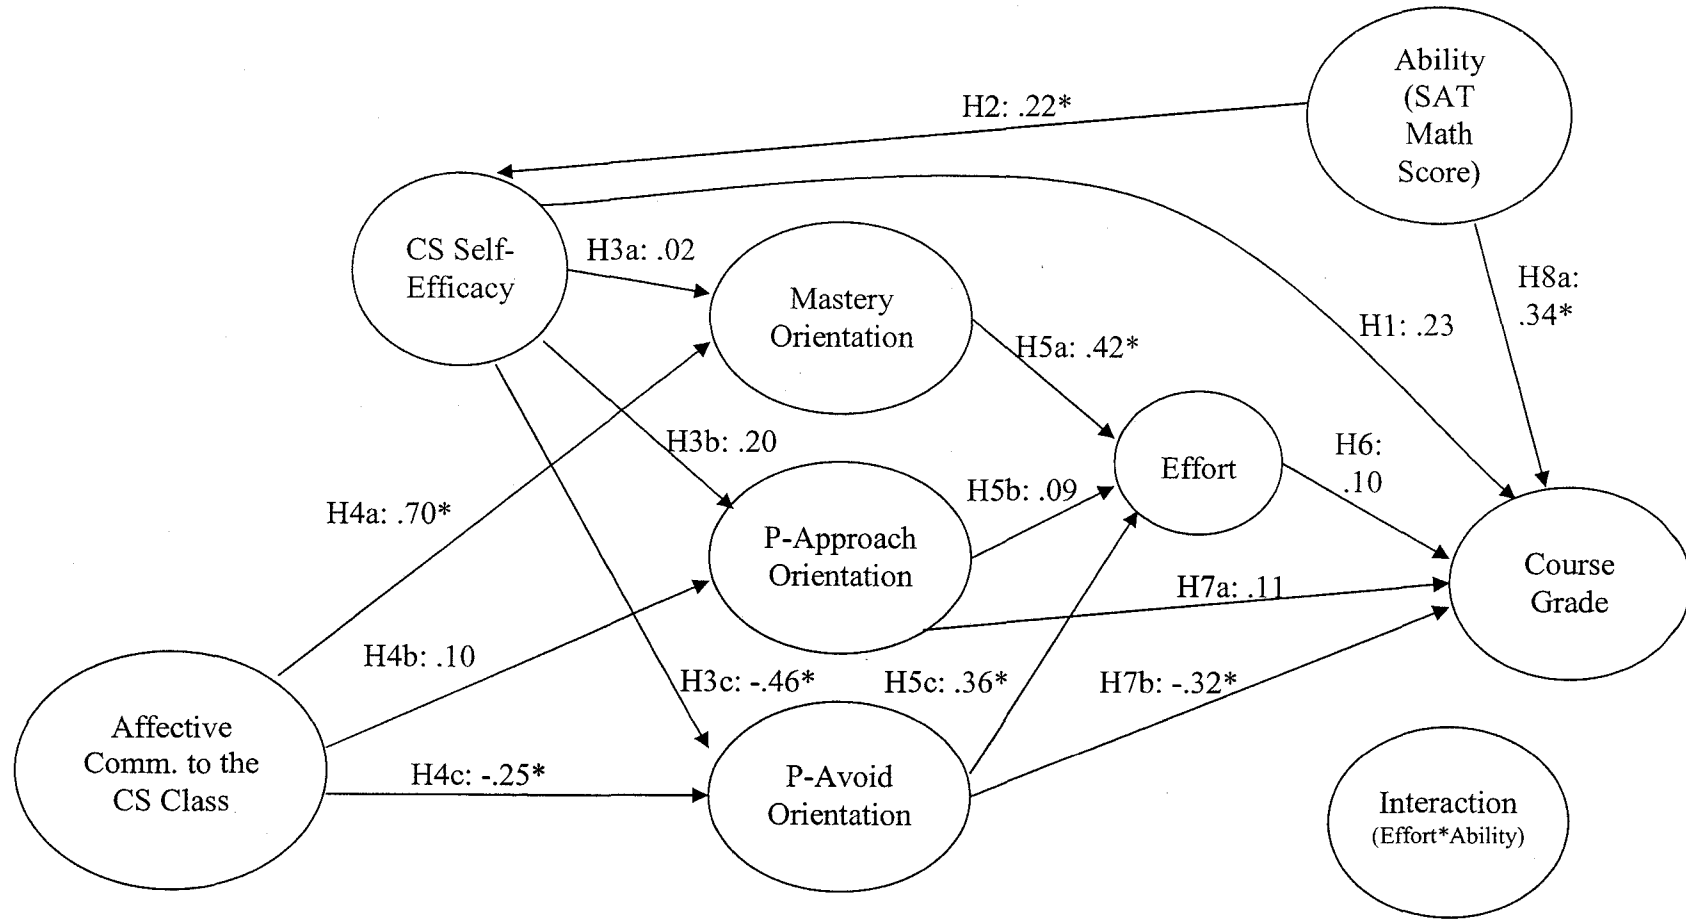 Ability
(SAT
Math
Score)
H2: .22*
CS Self-
Efficacy
H3a: .02
Mastery
Orientation
H8a:
.34*
H1: .23
H5a: .42*
H3b: .20
H6:
.10
Effort
H4a: .70*
H5b: .09
P-Approach
Orientation
Course
Grade
H7a: .11
H4b: .10
H3c: -.46*
H5c: .36*
H7b: -.32*
Affective
Comm. to the
CS Class
H4c: -.25*
P-Avoid
Orientation
Interaction
(Effort*Ability)